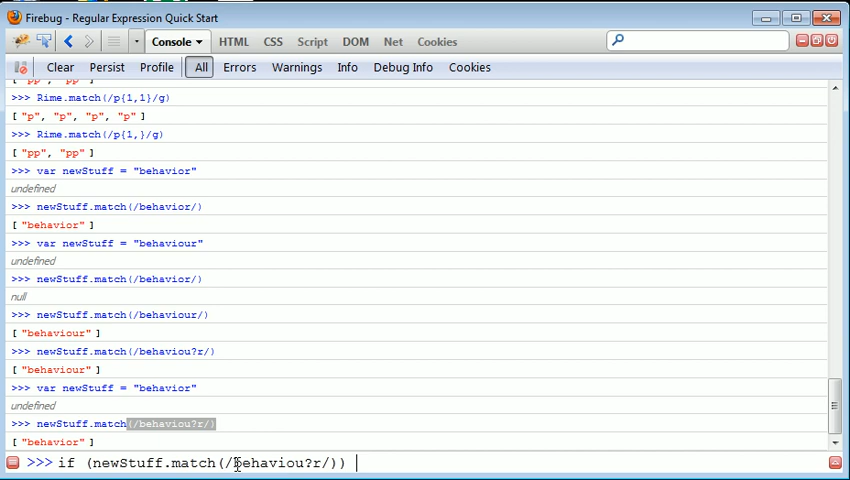 Firebug - Regular Expression Quick Start
Console HTML CSS Script DOM Net Cookies
Clear Persist Profile All Errors Warnings Info Debug Info Cookies
["pp", "pp"]
>>> Rime.match(/p{1,1}/g)
["p", "p", "p", "p"]
>>> Rime.match(/p{1,}/g)
["pp", "pp"]
>>> var newStuff = "behavior"
undefined
>>> newStuff.match(/behavior/)
["behavior"]
>>> var newStuff = "behaviour"
undefined
>>> newStuff.match(/behavior/)
null
>>> newStuff.match(/behaviour/)
["behaviour"]
>>> newStuff.match(/behaviou?r/)
["behaviour"]
>>> var newStuff = "behavior"
undefined
>>> newStuff.match(/behaviou?r/)
["behavior"]
>>> if (newStuff.match(/behaviou?r/))